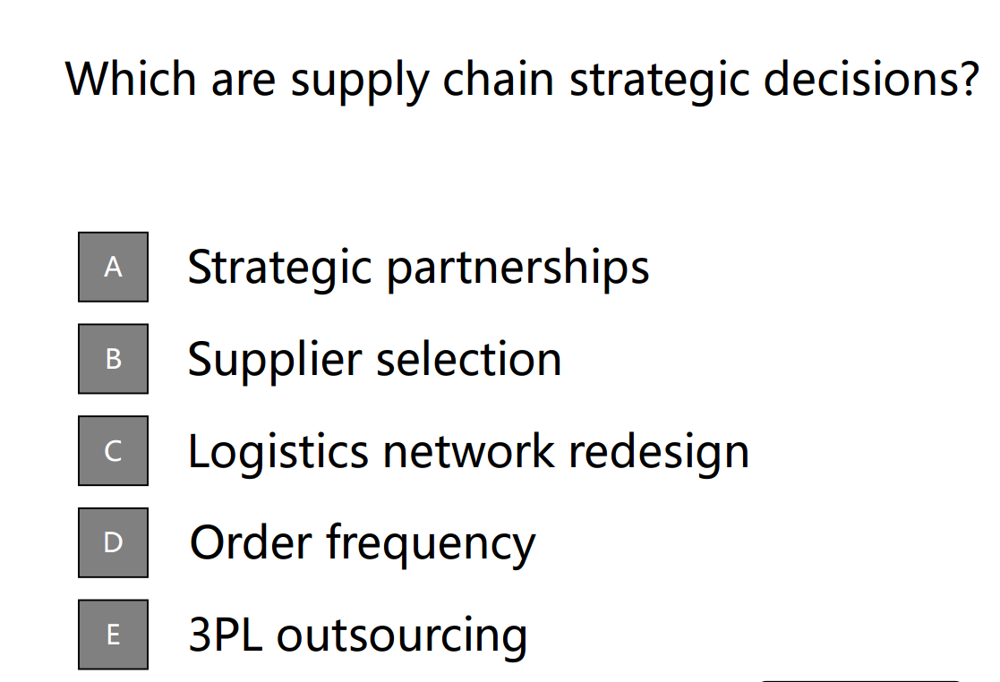 Which are supply chain strategic decisions?
A Strategic partnerships
B Supplier selection
C Logistics network redesign
D Order frequency
E 3PL outsourcing